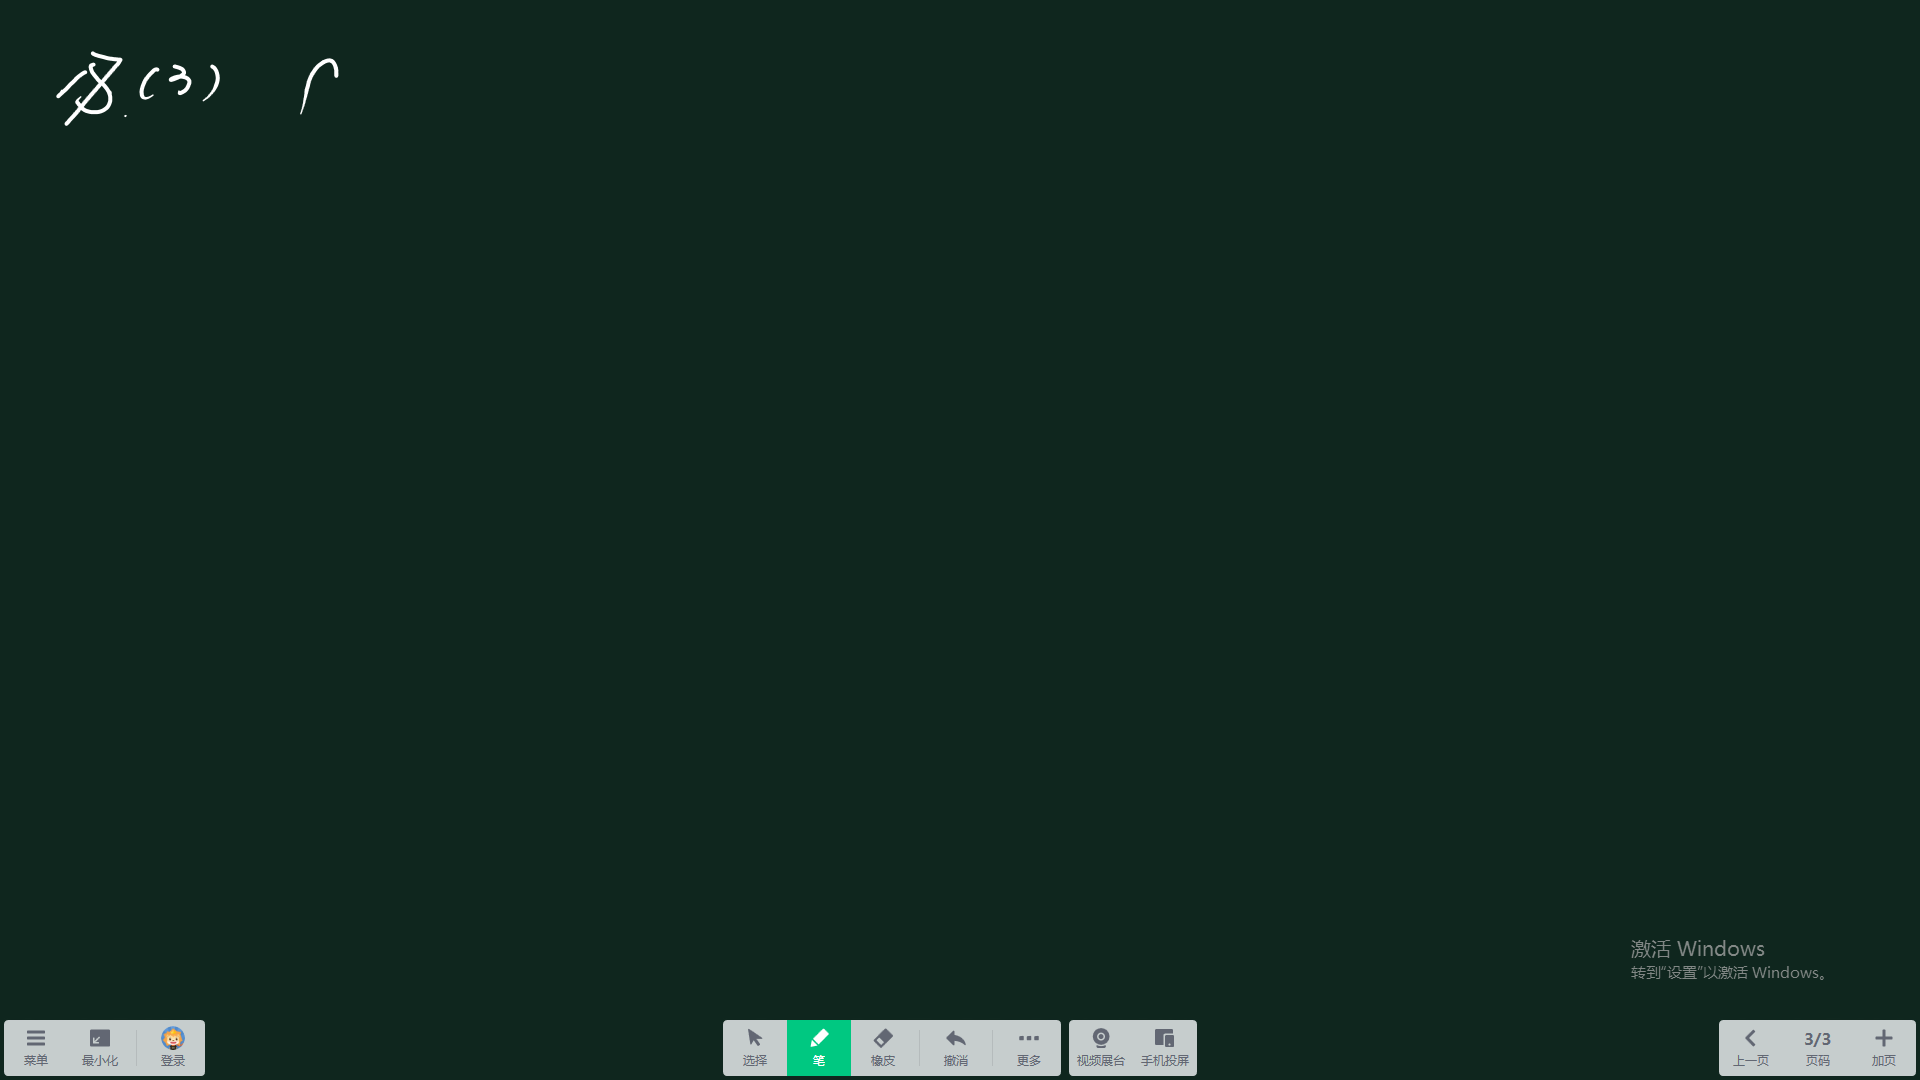 (3)
激活 Windows
转到“设置”以激活 Windows。
菜单 最小化 登录 选择 笔 橡皮 撤消 更多 视频展台 手机投屏 上一页 3/3 页码 加页